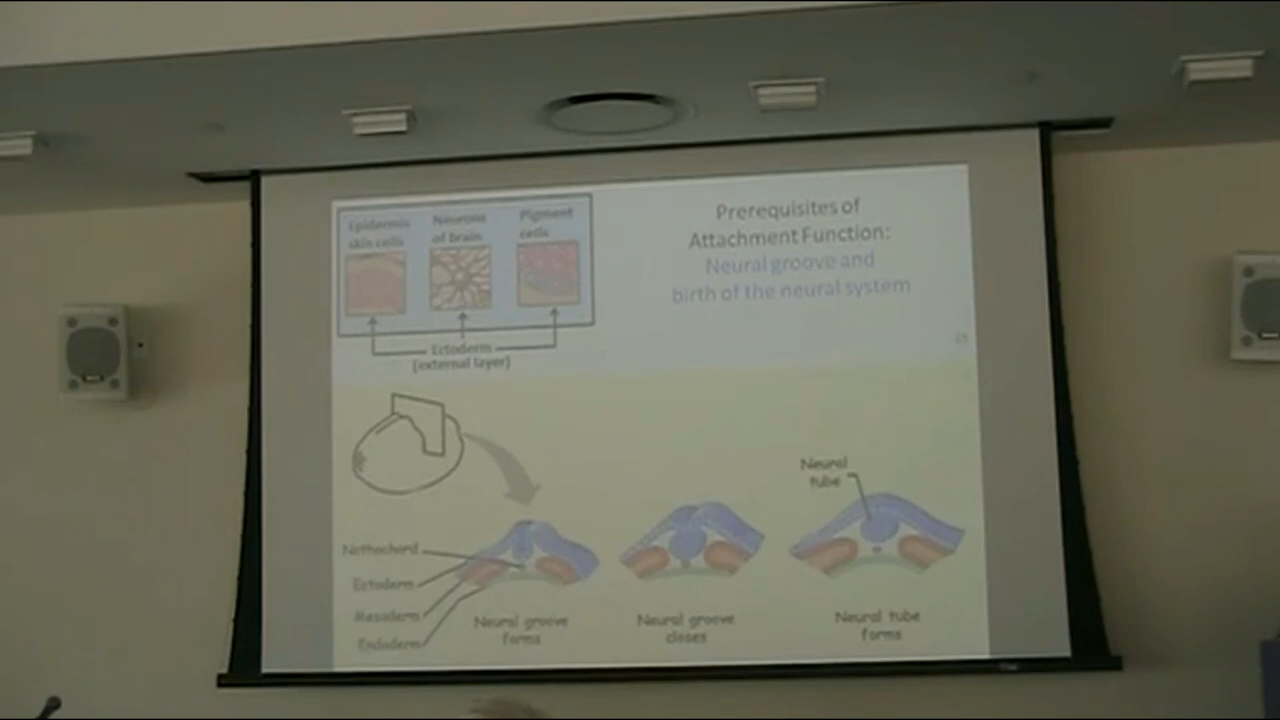 Prerequisites of
Attachment Function:
Neural groove and
birth of the neural system
Epidermis
skin cells
Neurons
of brain
Pigment
cells
Ectoderm
(external layer)
Neural
tube
Nothochord
Ectoderm
Mesoderm
Endoderm
Neural groove
forms
Neural groove
closes
Neural tube
forms